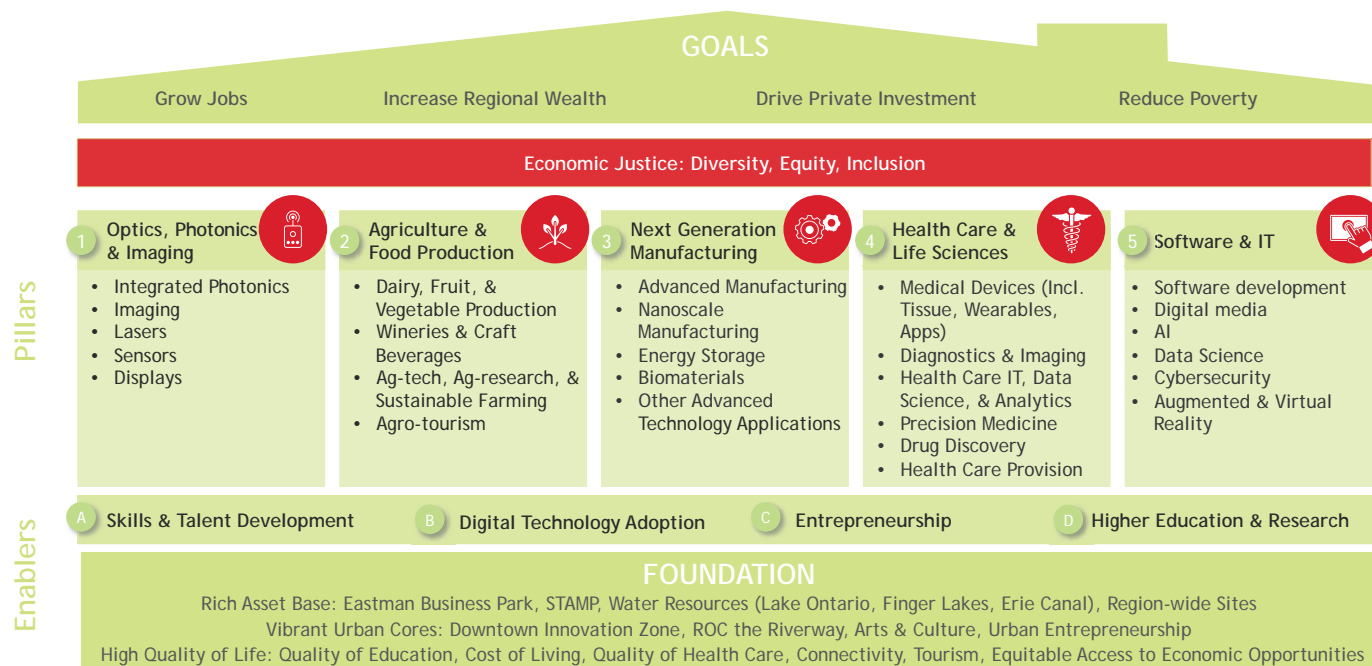 GOALS
Grow Jobs
Increase Regional Wealth
Drive Private Investment
Reduce Poverty
Economic Justice: Diversity, Equity, Inclusion
Pillars
1
Optics, Photonics
& Imaging
• Integrated Photonics
• Imaging
• Lasers
• Sensors
• Displays
2
Agriculture &
Food Production
• Dairy, Fruit, &
Vegetable Production
• Wineries & Craft
Beverages
• Ag-tech, Ag-research, &
Sustainable Farming
• Agro-tourism
3
Next Generation
Manufacturing
• Advanced Manufacturing
• Nanoscale
Manufacturing
• Energy Storage
• Biomaterials
• Other Advanced
Technology Applications
4
Health Care &
Life Sciences
• Medical Devices (Incl.
Tissue, Wearables,
Apps)
• Diagnostics & Imaging
• Health Care IT, Data
Science, & Analytics
• Precision Medicine
• Drug Discovery
• Health Care Provision
5
Software & IT
• Software development
• Digital media
• AI
• Data Science
• Cybersecurity
• Augmented & Virtual
Reality
Enablers
A
Skills & Talent Development
B
Digital Technology Adoption
C
Entrepreneurship
D
Higher Education & Research
FOUNDATION
Rich Asset Base: Eastman Business Park, STAMP, Water Resources (Lake Ontario, Finger Lakes, Erie Canal), Region-wide Sites
Vibrant Urban Cores: Downtown Innovation Zone, ROC the Riverway, Arts & Culture, Urban Entrepreneurship
High Quality of Life: Quality of Education, Cost of Living, Quality of Health Care, Connectivity, Tourism, Equitable Access to Economic Opportunities